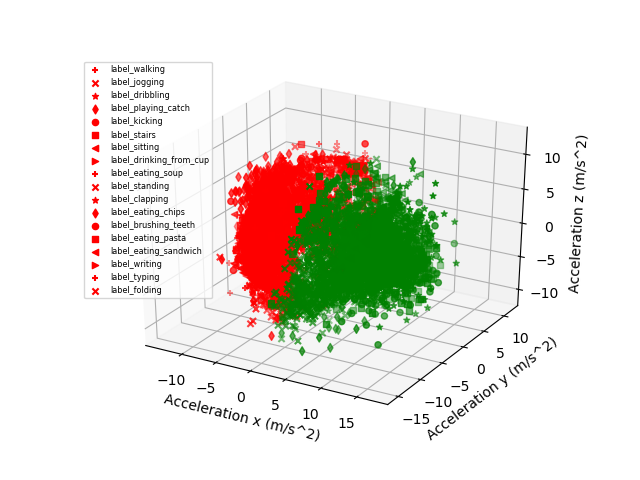 label_walking
label_jogging
label_dribbling
label_playing_catch
label_kicking
label_stairs
label_sitting
label_drinking_from_cup
label_eating_soup
label_standing
label_clapping
label_eating_chips
label_brushing_teeth
label_eating_pasta
label_eating_sandwich
label_writing
label_typing
label_folding
−10
−5
0
5
10
15
Acceleration x (m/s^2)
−15
−10
−5
0
5
10
Acceleration y (m/s^2)
10
5
0
−5
−10
Acceleration z (m/s^2)